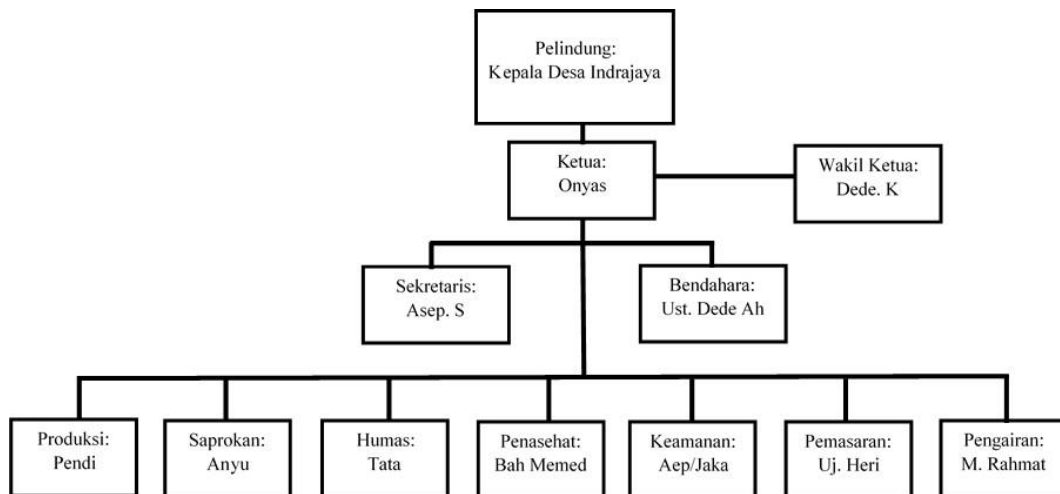 Pelindung:
Kepala Desa Indrajaya
Ketua:
Onyas
Wakil Ketua:
Dede. K
Sekretaris:
Asep. S
Bendahara:
Ust. Dede Ah
Produksi:
Pendi
Saprokan:
Anyu
Humas:
Tata
Penasehat:
Bah Memed
Keamanan:
Aep/Jaka
Pemasaran:
Uj. Heri
Pengairan:
M. Rahmat